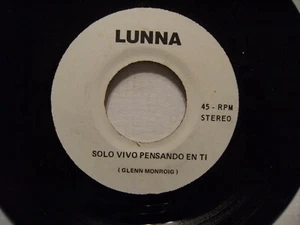 LUNNA
45 - RPM
STEREO
SOLO VIVO PENSANDO EN TI
( GLENN MONROIG )